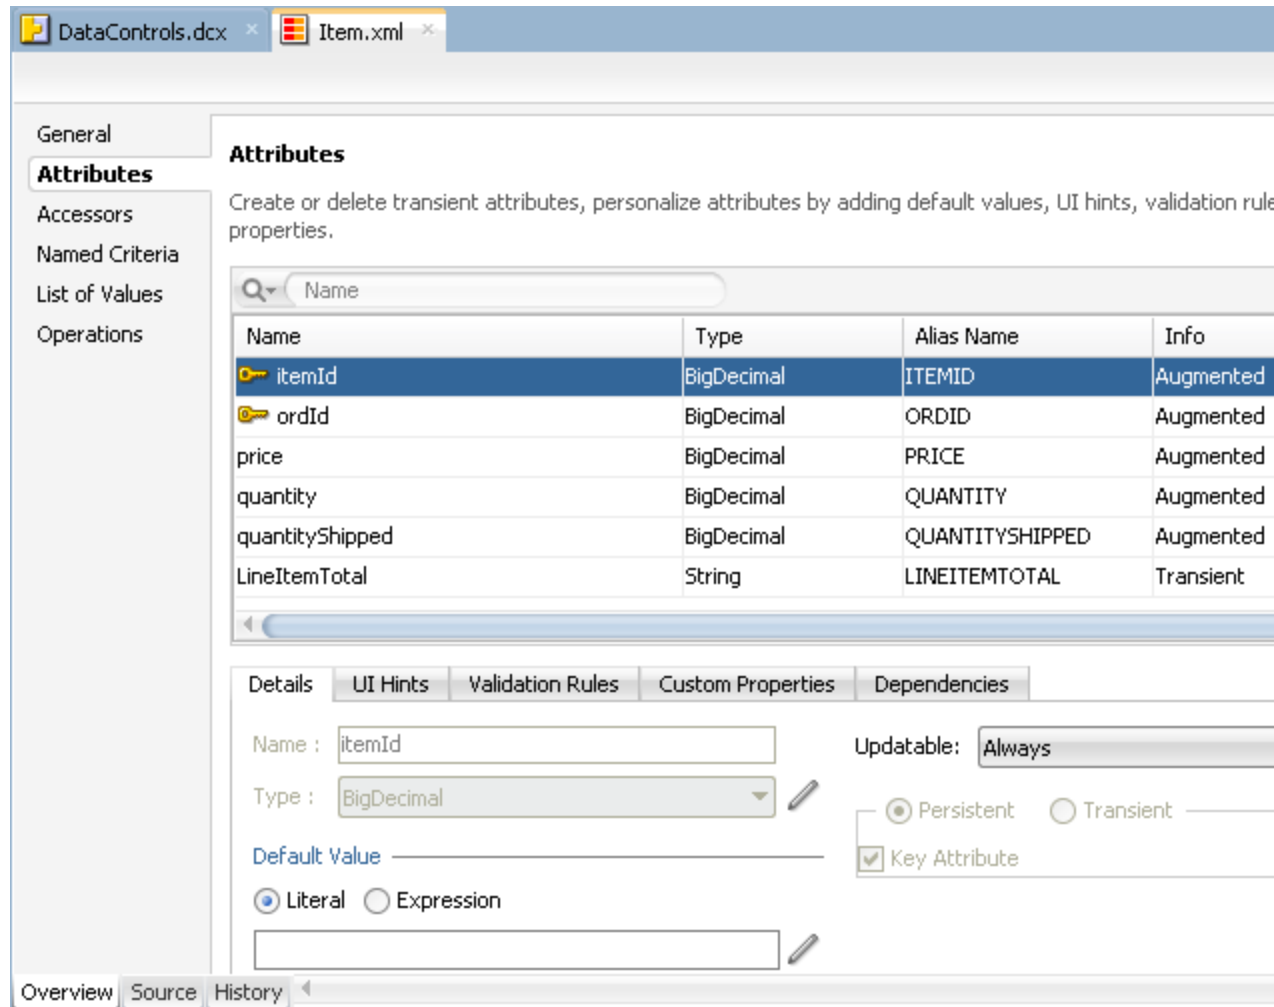 DataControls.dcx × Item.xml ×
General
Attributes
Accessors
Named Criteria
List of Values
Operations
Attributes
Create or delete transient attributes, personalize attributes by adding default values, UI hints, validation rule
properties.
Name
Name Type Alias Name Info
itemId BigDecimal ITEMID Augmented
ordId BigDecimal ORDID Augmented
price BigDecimal PRICE Augmented
quantity BigDecimal QUANTITY Augmented
quantityShipped BigDecimal QUANTITYSHIPPED Augmented
LineItemTotal String LINEITEMTOTAL Transient
Details UI Hints Validation Rules Custom Properties Dependencies
Name : itemId Updatable: Always
Type : BigDecimal
Persistent Transient
Default Value Key Attribute
Literal Expression
Overview Source History